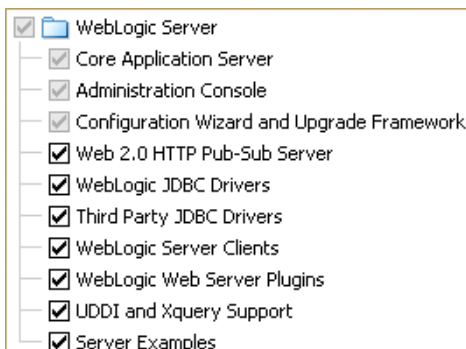 WebLogic Server
Core Application Server
Administration Console
Configuration Wizard and Upgrade Framework
Web 2.0 HTTP Pub-Sub Server
WebLogic JDBC Drivers
Third Party JDBC Drivers
WebLogic Server Clients
WebLogic Web Server Plugins
UDDI and Xquery Support
Server Examples